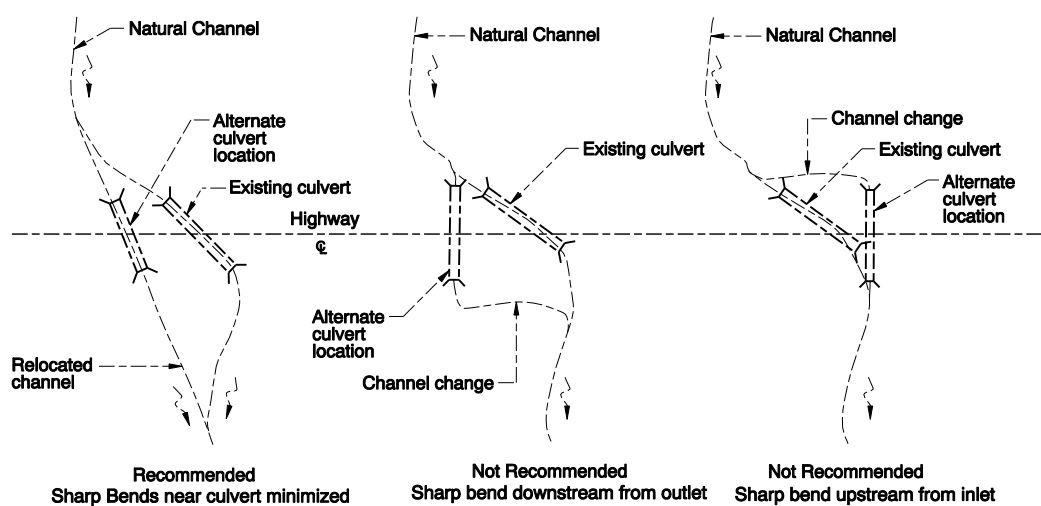 Natural Channel
Alternate
culvert
location
Existing culvert
Highway
℄
Relocated
channel
Recommended
Sharp Bends near culvert minimized
Natural Channel
Existing culvert
Alternate
culvert
location
Channel change
Not Recommended
Sharp bend downstream from outlet
Natural Channel
Channel change
Existing culvert
Alternate
culvert
location
Not Recommended
Sharp bend upstream from inlet